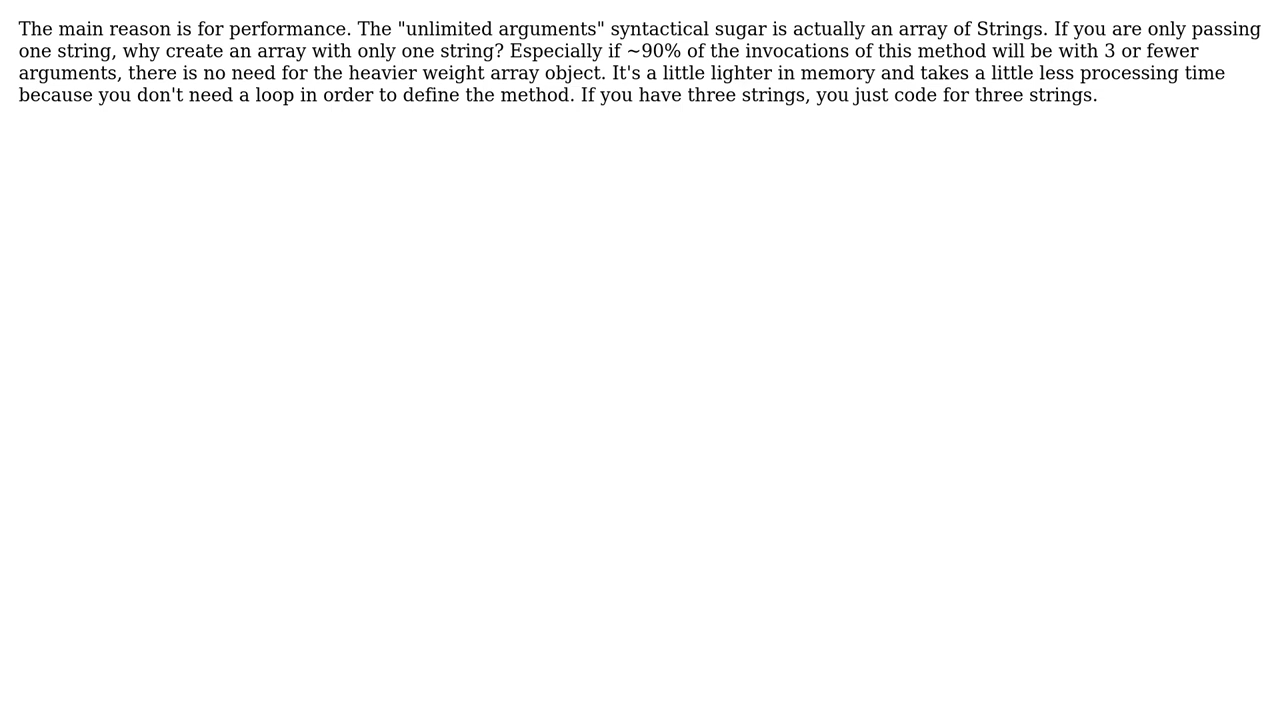 The main reason is for performance. The "unlimited arguments" syntactical sugar is actually an array of Strings. If you are only passing
one string, why create an array with only one string? Especially if ~90% of the invocations of this method will be with 3 or fewer
arguments, there is no need for the heavier weight array object. It's a little lighter in memory and takes a little less processing time
because you don't need a loop in order to define the method. If you have three strings, you just code for three strings.